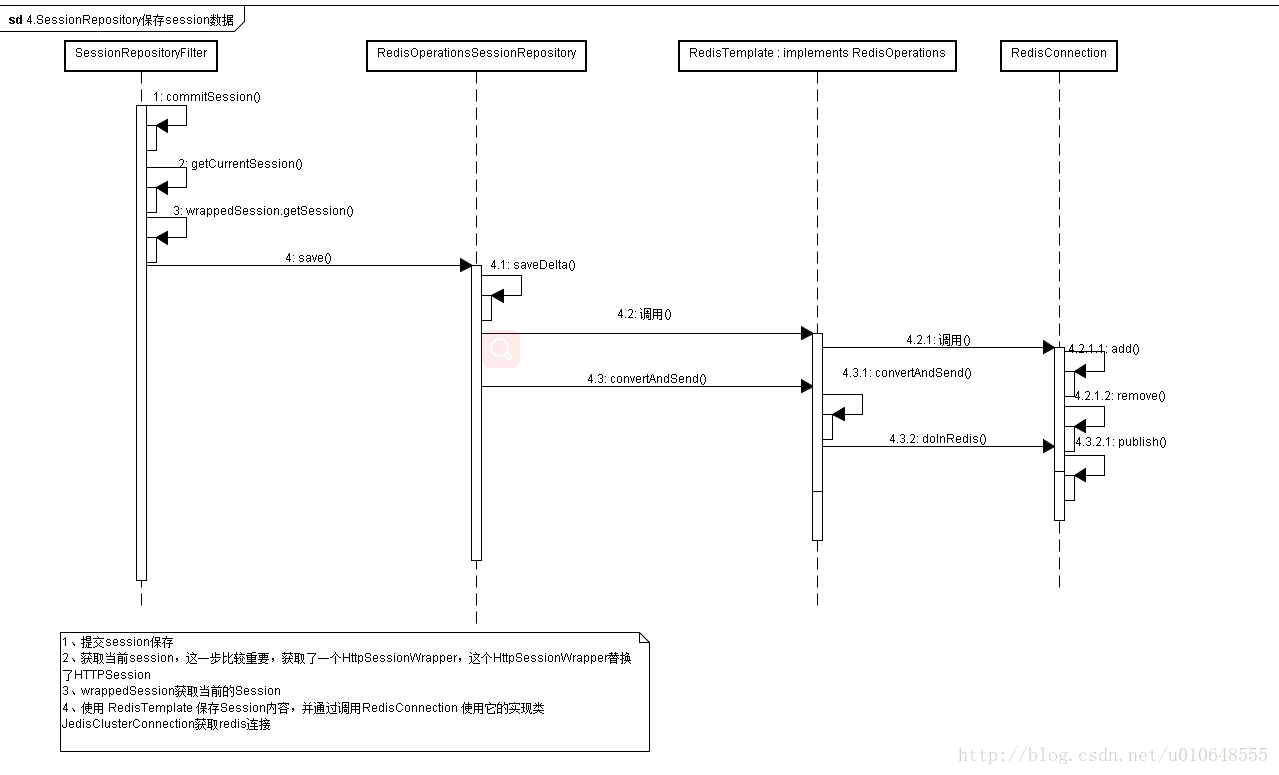 sd 4.SessionRepository保存session数据
SessionRepositoryFilter
RedisOperationsSessionRepository
RedisTemplate : implements RedisOperations
RedisConnection
1: commitSession()
2: getCurrentSession()
3: wrappedSession.getSession()
4: save()
4.1: saveDelta()
4.2: 调用()
4.2.1: 调用()
4.2.1.1: add()
4.3: convertAndSend()
4.3.1: convertAndSend()
4.2.1.2: remove()
4.3.2: doInRedis()
4.3.2.1: publish()
1、提交session保存
2、获取当前session，这一步比较重要，获取了一个HttpSessionWrapper，这个HttpSessionWrapper替换
了HTTPSession
3、wrappedSession获取当前的Session
4、使用 RedisTemplate 保存Session内容，并通过调用RedisConnection 使用它的实现类
JedisClusterConnection获取redis连接
http://blog.csdn.net/u010648555